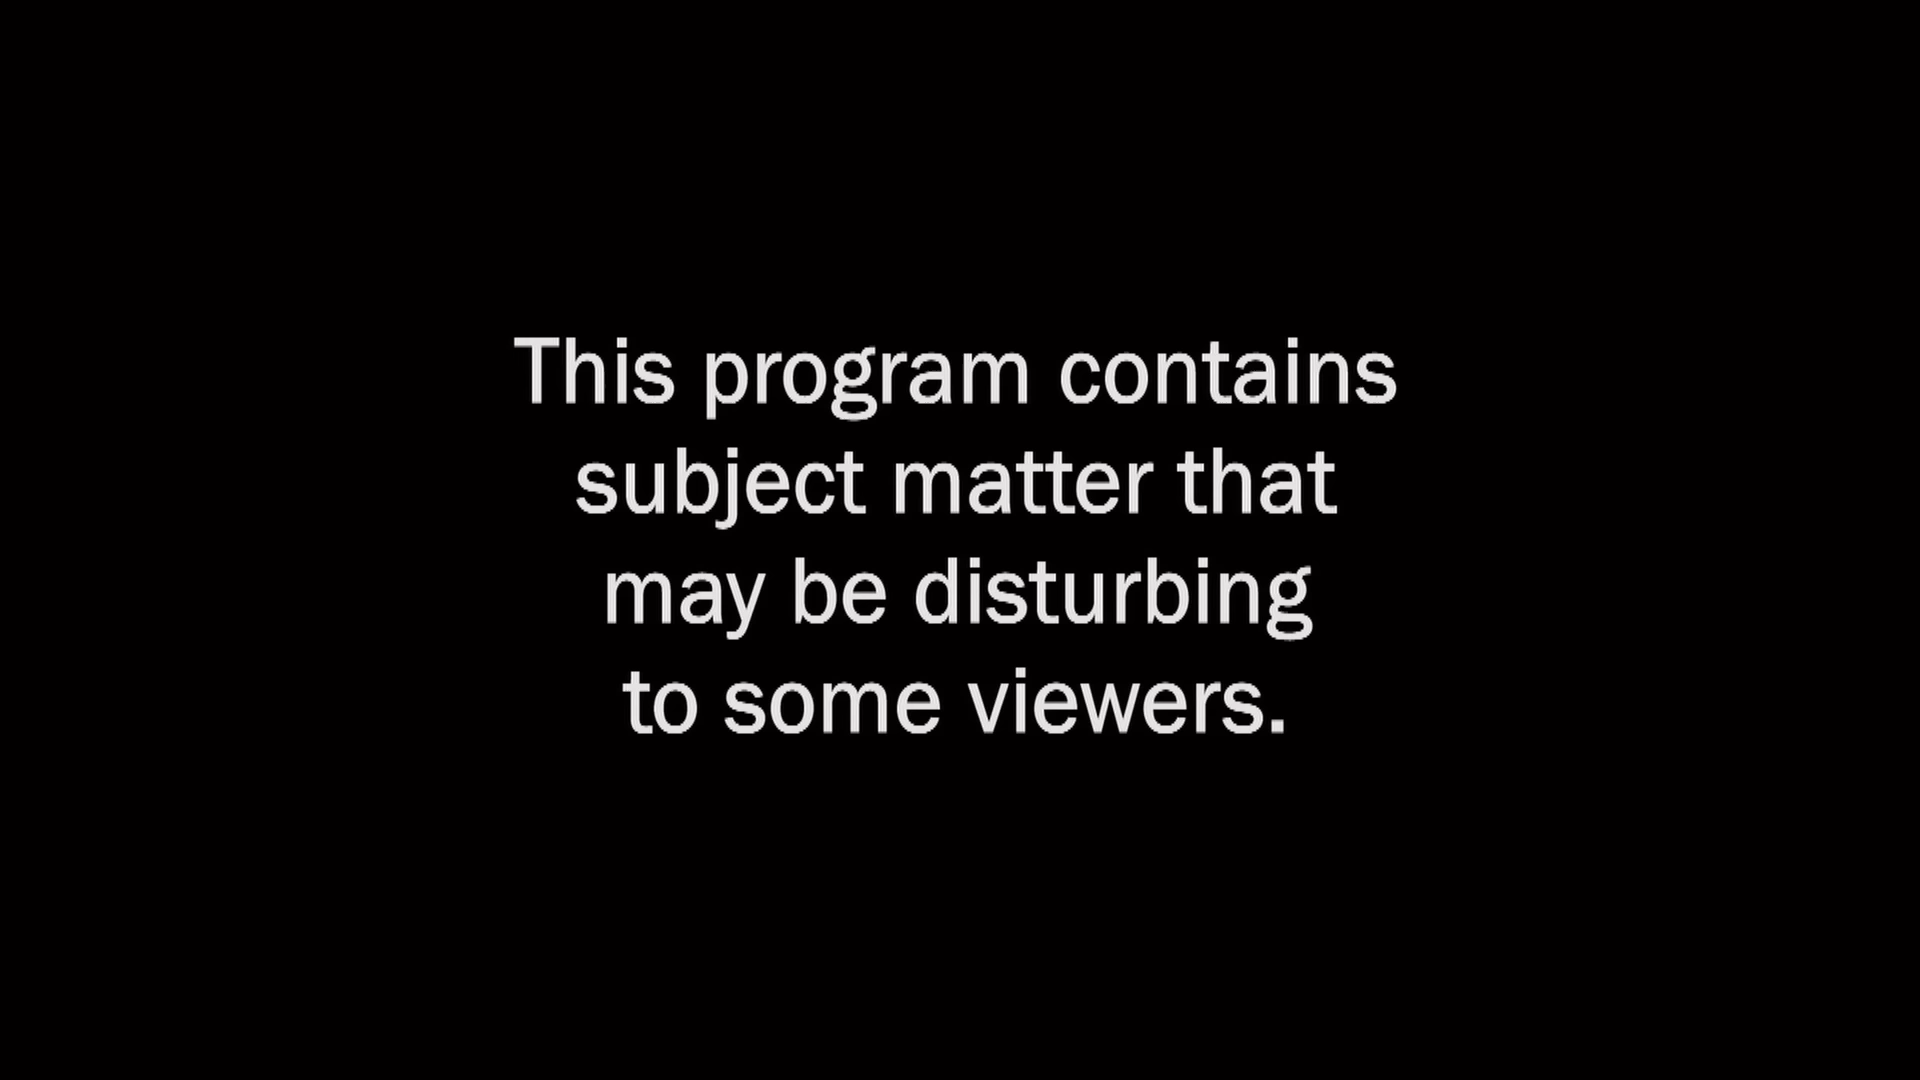 This program contains
subject matter that
may be disturbing
to some viewers.